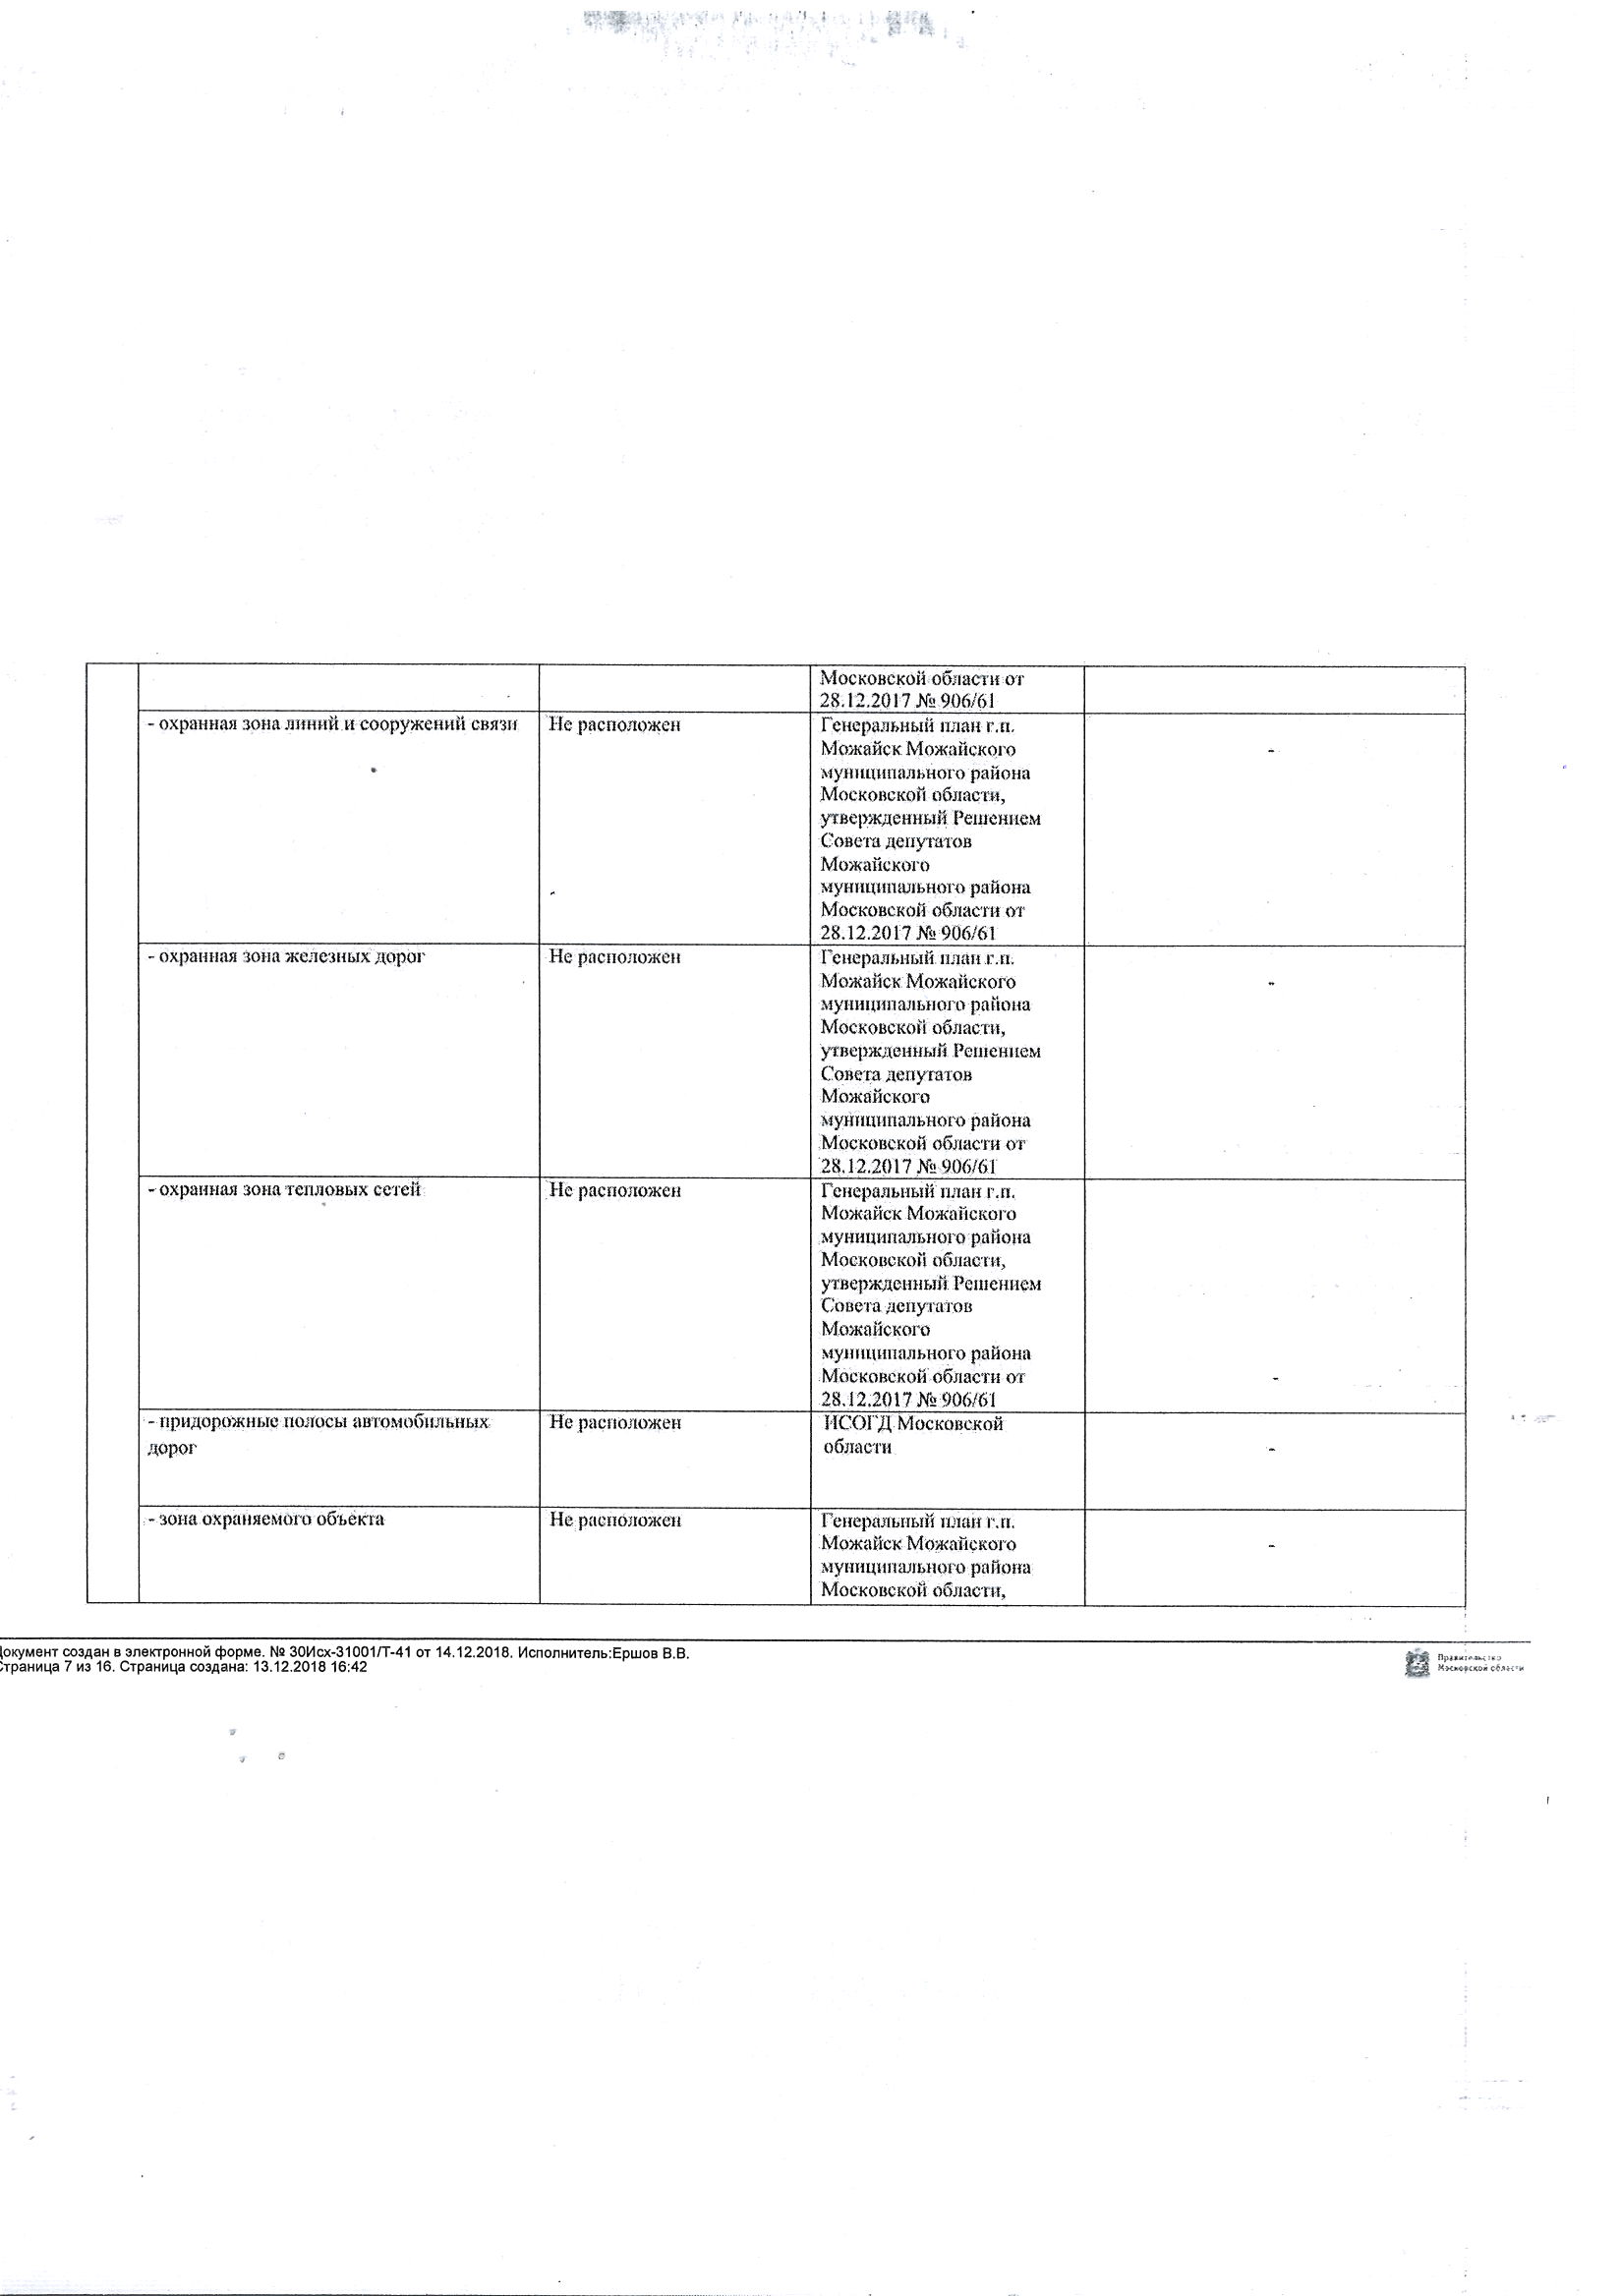 Московской области от
28.12.2017 № 906/61
- охранная зона линий и сооружений связи
Не расположен
Генеральный план г.п.
Можайск Можайского
муниципального района
Московской области,
утвержденный Решением
Совета депутатов
Можайского
муниципального района
Московской области от
28.12.2017 № 906/61
-
- охранная зона железных дорог
Не расположен
Генеральный план г.п.
Можайск Можайского
муниципального района
Московской области,
утвержденный Решением
Совета депутатов
Можайского
муниципального района
Московской области от
28.12.2017 № 906/61
-
- охранная зона тепловых сетей
Не расположен
Генеральный план г.п.
Можайск Можайского
муниципального района
Московской области,
утвержденный Решением
Совета депутатов
Можайского
муниципального района
Московской области от
28.12.2017 № 906/61
-
- придорожные полосы автомобильных
дорог
Не расположен
ИСОГД Московской
области
-
- зона охраняемого объекта
Не расположен
Генеральный план г.п.
Можайск Можайского
муниципального района
Московской области,
-
Документ создан в электронной форме. № 30Исх-31001/Т-41 от 14.12.2018. Исполнитель:Ершов В.В.
Страница 7 из 16. Страница создана: 13.12.2018 16:42
Правительство
Московской области